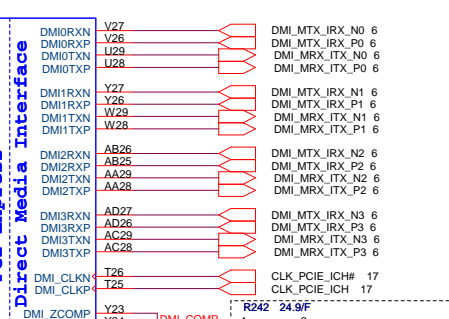 DMI0RXN V27 DMI_MTX_IRX_N0 6
DMI0RXP V26 DMI_MTX_IRX_P0 6
DMI0TXN U29 DMI_MRX_ITX_N0 6
DMI0TXP U28 DMI_MRX_ITX_P0 6
DMI1RXN Y27 DMI_MTX_IRX_N1 6
DMI1RXP Y26 DMI_MTX_IRX_P1 6
DMI1TXN W29 DMI_MRX_ITX_N1 6
DMI1TXP W28 DMI_MRX_ITX_P1 6
DMI2RXN AB26 DMI_MTX_IRX_N2 6
DMI2RXP AB25 DMI_MTX_IRX_P2 6
DMI2TXN AA29 DMI_MRX_ITX_N2 6
DMI2TXP AA28 DMI_MRX_ITX_P2 6
DMI3RXN AD27 DMI_MTX_IRX_N3 6
DMI3RXP AD26 DMI_MTX_IRX_P3 6
DMI3TXN AC29 DMI_MRX_ITX_N3 6
DMI3TXP AC28 DMI_MRX_ITX_P3 6
DMI_CLKN T26 CLK_PCIE_ICH# 17
DMI_CLKP T25 CLK_PCIE_ICH 17
R242 24.9/F
DMI_ZCOMP Y23
DMI_COMP
Direct Media Interface